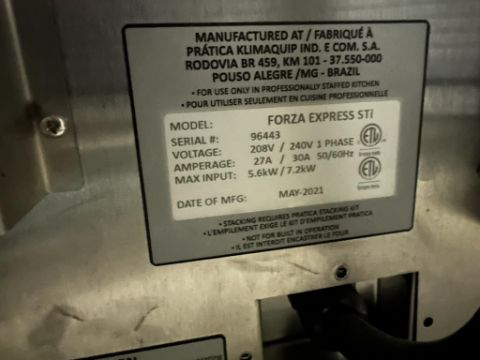 MANUFACTURED AT / FABRIQUÉ À
PRÁTICA KLIMAQUIP IND. E COM. S.A.
RODOVIA BR 459, KM 101 - 37.550-000
POUSO ALEGRE /MG - BRAZIL
• FOR USE ONLY IN PROFESSIONALLY STAFFED KITCHEN
• POUR UTILISER SEULEMENT EN CUISINE PROFESSIONNELLE
MODEL: FORZA EXPRESS STi
SERIAL #: 96443
VOLTAGE: 208V / 240V 1 PHASE
AMPERAGE: 27A / 30A 50/60Hz
MAX INPUT: 5.6kW / 7.2kW
DATE OF MFG: MAY-2021
• STACKING REQUIRES PRATICA STACKING KIT
• L'EMPILEMENT EXIGE LE KIT D'EMPILEMENT PRATICA
• NOT FOR BUILT IN OPERATION
• IL EST INTERDIT ENCASTRER LE FOUR